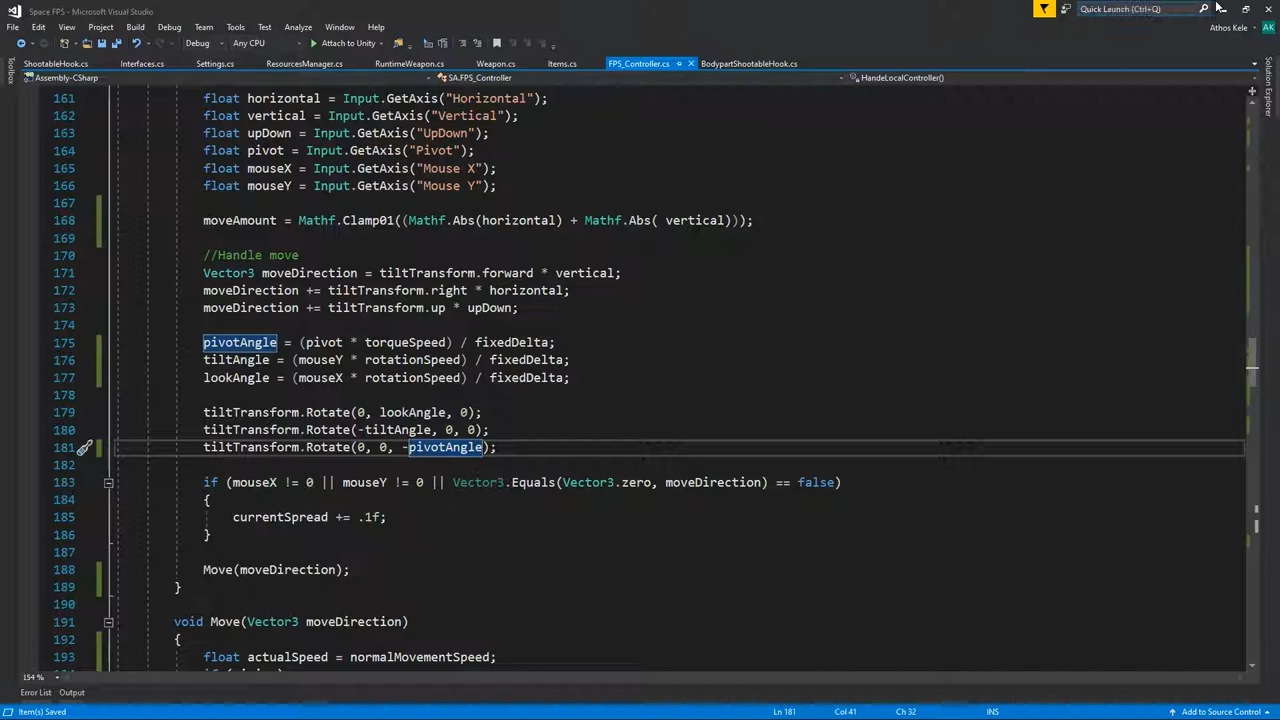 Space FPS - Microsoft Visual Studio
Quick Launch (Ctrl+Q)
File Edit View Project Build Debug Team Tools Test Analyze Window Help
Athos Kele AK
Debug Any CPU Attach to Unity
ShootableHook.cs Interfaces.cs Settings.cs ResourcesManager.cs RuntimeWeapon.cs Weapon.cs Items.cs FPS_Controller.cs BodypartShootableHook.cs
Toolbox
Solution Explorer
Assembly-CSharp SA.FPS_Controller HandeLocalController()
161 float horizontal = Input.GetAxis("Horizontal");
162 float vertical = Input.GetAxis("Vertical");
163 float upDown = Input.GetAxis("UpDown");
164 float pivot = Input.GetAxis("Pivot");
165 float mouseX = Input.GetAxis("Mouse X");
166 float mouseY = Input.GetAxis("Mouse Y");
167
168 moveAmount = Mathf.Clamp01((Mathf.Abs(horizontal) + Mathf.Abs( vertical)));
169
170 //Handle move
171 Vector3 moveDirection = tiltTransform.forward * vertical;
172 moveDirection += tiltTransform.right * horizontal;
173 moveDirection += tiltTransform.up * upDown;
174
175 pivotAngle = (pivot * torqueSpeed) / fixedDelta;
176 tiltAngle = (mouseY * rotationSpeed) / fixedDelta;
177 lookAngle = (mouseX * rotationSpeed) / fixedDelta;
178
179 tiltTransform.Rotate(0, lookAngle, 0);
180 tiltTransform.Rotate(-tiltAngle, 0, 0);
181 tiltTransform.Rotate(0, 0, -pivotAngle);
182
183 if (mouseX != 0 || mouseY != 0 || Vector3.Equals(Vector3.zero, moveDirection) == false)
184 {
185 currentSpread += .1f;
186 }
187
188 Move(moveDirection);
189 }
190
191 void Move(Vector3 moveDirection)
192 {
193 float actualSpeed = normalMovementSpeed;
154 %
Error List Output
Item(s) Saved Ln 181 Col 41 Ch 32 INS Add to Source Control